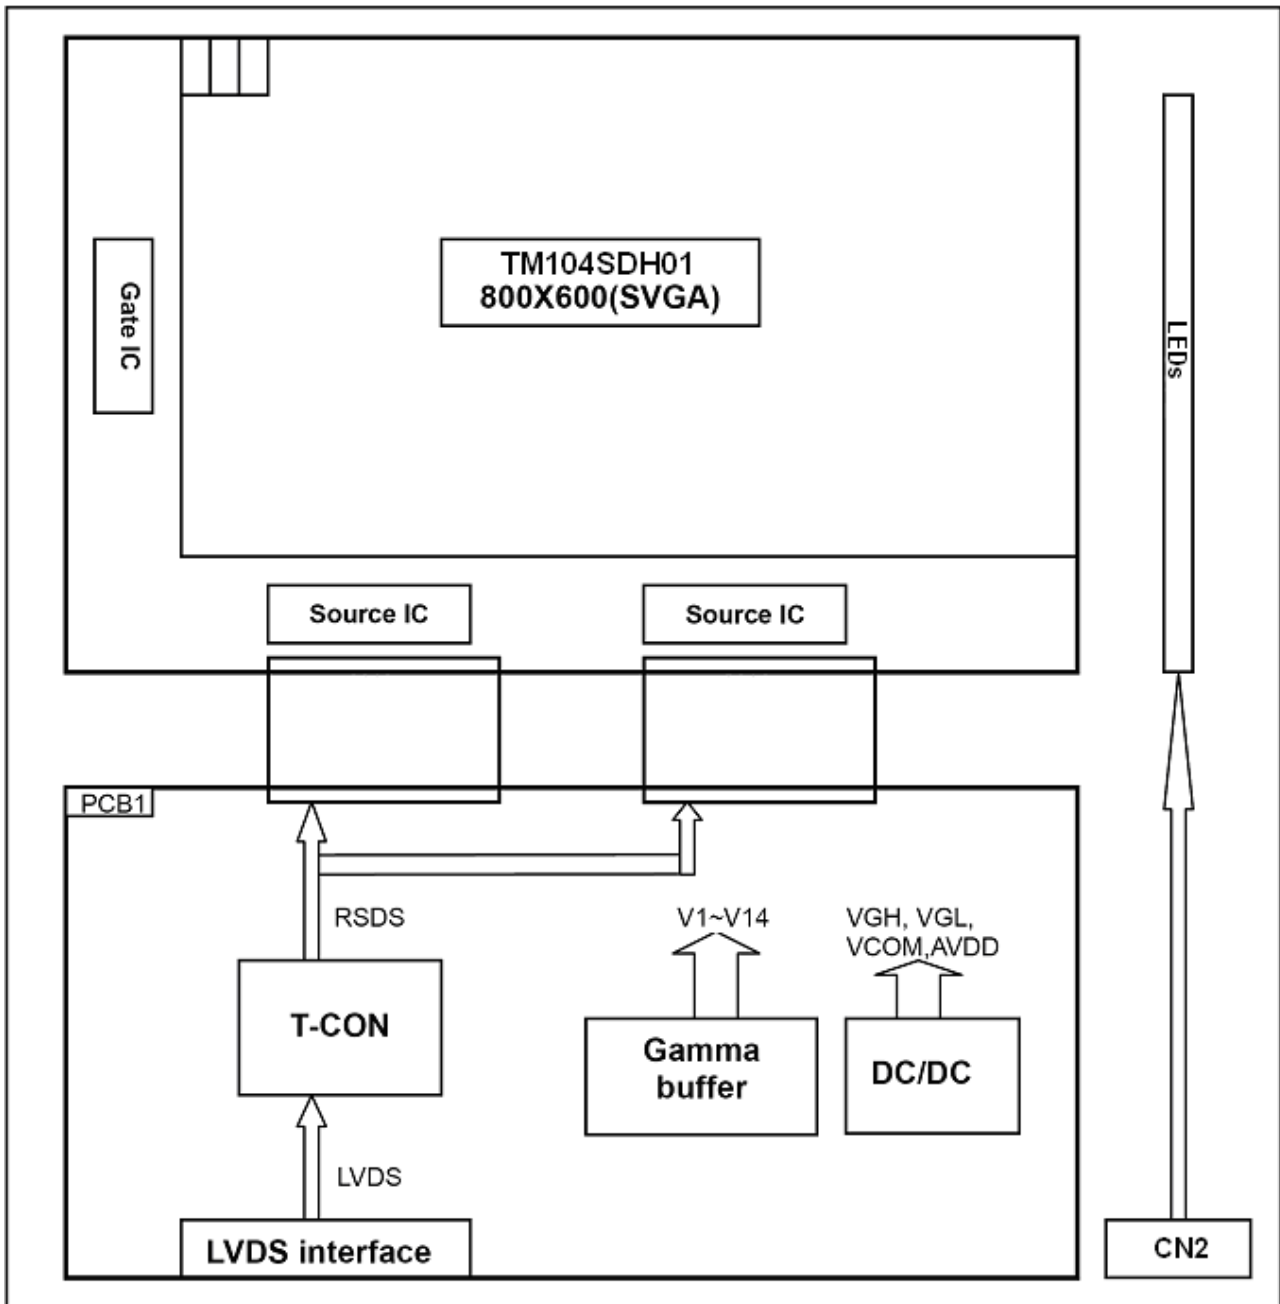 TM104SDH01
800X600(SVGA)
Gate IC
LEDs
Source IC
Source IC
PCB1
RSDS
V1~V14
VGH, VGL,
VCOM,AVDD
T-CON
Gamma
buffer
DC/DC
LVDS
LVDS interface
CN2